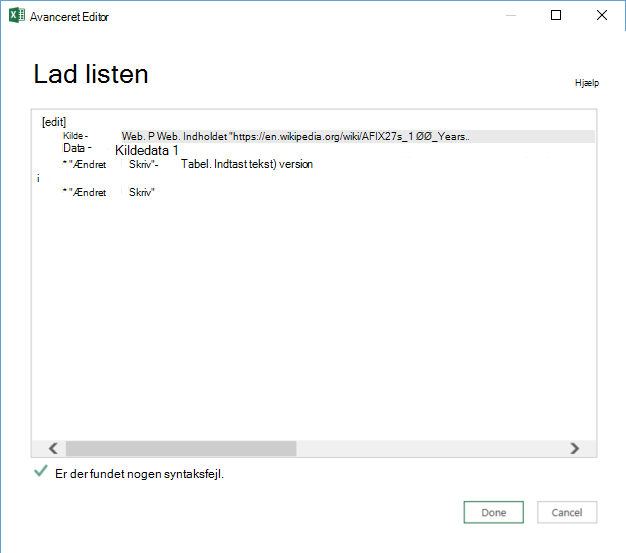 Avanceret Editor
Lad listen
Hjælp
[edit]
Kilde - Web. P Web. Indholdet "https://en.wikipedia.org/wiki/AFIX27s_1 ØØ_Years..
Data - Kildedata 1
* "Ændret Skriv"- Tabel. Indtast tekst) version
i
* "Ændret Skriv"
Er der fundet nogen syntaksfejl.
Done Cancel